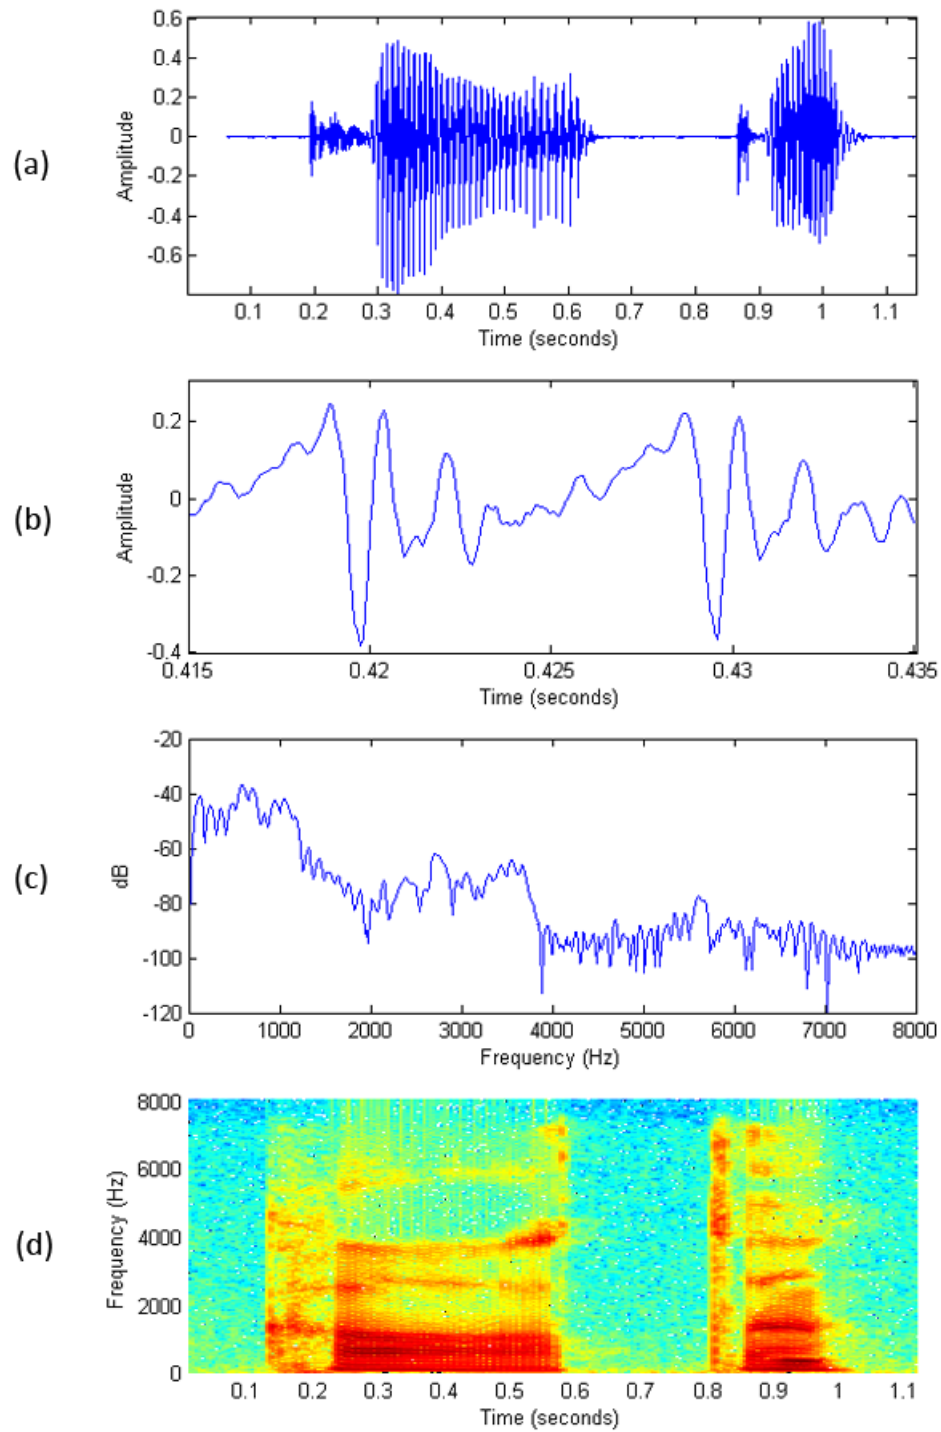 0.6
0.4
0.2
0
-0.2
-0.4
-0.6
Amplitude
(a)
0.1 0.2 0.3 0.4 0.5 0.6 0.7 0.8 0.9 1 1.1
Time (seconds)
0.2
0
-0.2
-0.4
Amplitude
(b)
0.415 0.42 0.425 0.43 0.435
Time (seconds)
-20
-40
-60
-80
-100
-120
dB
(c)
0 1000 2000 3000 4000 5000 6000 7000 8000
Frequency (Hz)
8000
6000
4000
2000
0
Frequency (Hz)
(d)
0.1 0.2 0.3 0.4 0.5 0.6 0.7 0.8 0.9 1 1.1
Time (seconds)